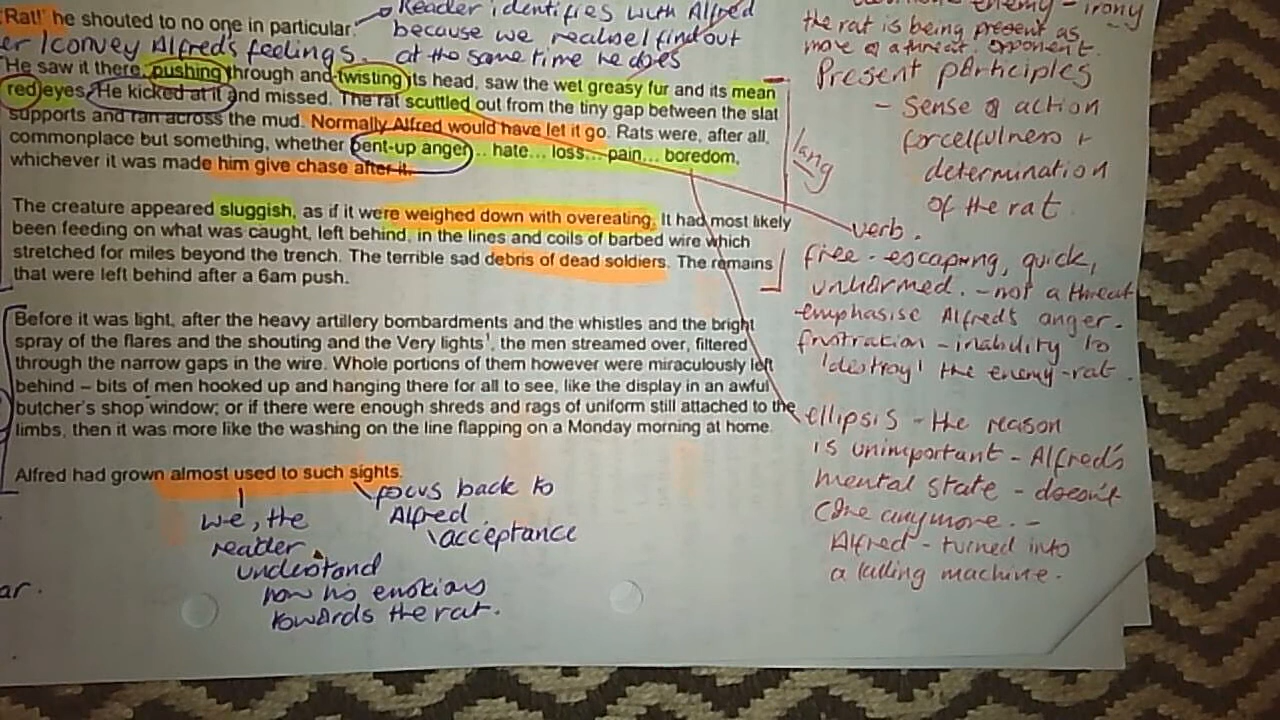 Rat!' he shouted to no one in particular.
Reader identifies with Alfred
because we realise/find out
at the same time he does
er/convey Alfred's feelings.
He saw it there, pushing through and twisting its head, saw the wet greasy fur and its mean
red eyes. He kicked at it and missed. The rat scuttled out from the tiny gap between the slat
supports and ran across the mud. Normally Alfred would have let it go. Rats were, after all,
commonplace but something, whether pent-up anger... hate... loss... pain... boredom,
whichever it was made him give chase after it.
The creature appeared sluggish, as if it were weighed down with overeating. It had most likely
been feeding on what was caught, left behind, in the lines and coils of barbed wire which
stretched for miles beyond the trench. The terrible sad debris of dead soldiers. The remains
that were left behind after a 6am push.
Before it was light, after the heavy artillery bombardments and the whistles and the bright
spray of the flares and the shouting and the Very lights¹, the men streamed over, filtered
through the narrow gaps in the wire. Whole portions of them however were miraculously left
behind – bits of men hooked up and hanging there for all to see, like the display in an awful
butcher's shop window; or if there were enough shreds and rags of uniform still attached to the
limbs, then it was more like the washing on the line flapping on a Monday morning at home.
Alfred had grown almost used to such sights.
we, the
reader
understand
now his emotions
towards the rat.
focus back to
Alfred
acceptance
ar.
lang
enemy - irony
the rat is being present as
more of a threat. opponent.
Present participles
- Sense of action
forcefulness +
determination
of the rat.
verb.
free - escaping, quick,
unharmed. - not a threat
emphasise Alfred's anger.
frustration - inability to
'destroy' the enemy - rat.
ellipsis - the reason
is unimportant - Alfred's
mental state - doesn't
care anymore. -
Alfred - turned into
a killing machine.